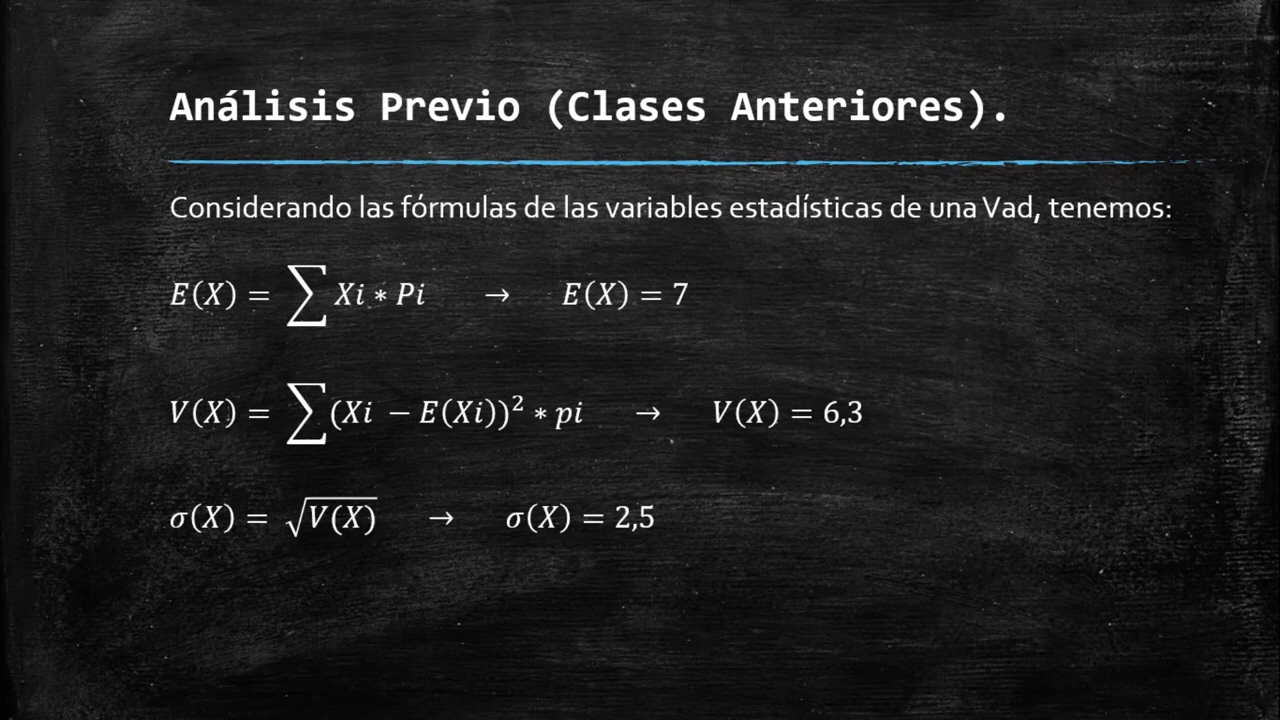 Análisis Previo (Clases Anteriores).
Considerando las fórmulas de las variables estadísticas de una Vad, tenemos:
E(X) = ∑ Xi ∗ Pi → E(X) = 7
V(X) = ∑(Xi − E(Xi))² ∗ pi → V(X) = 6,3
σ(X) = √V(X) → σ(X) = 2,5